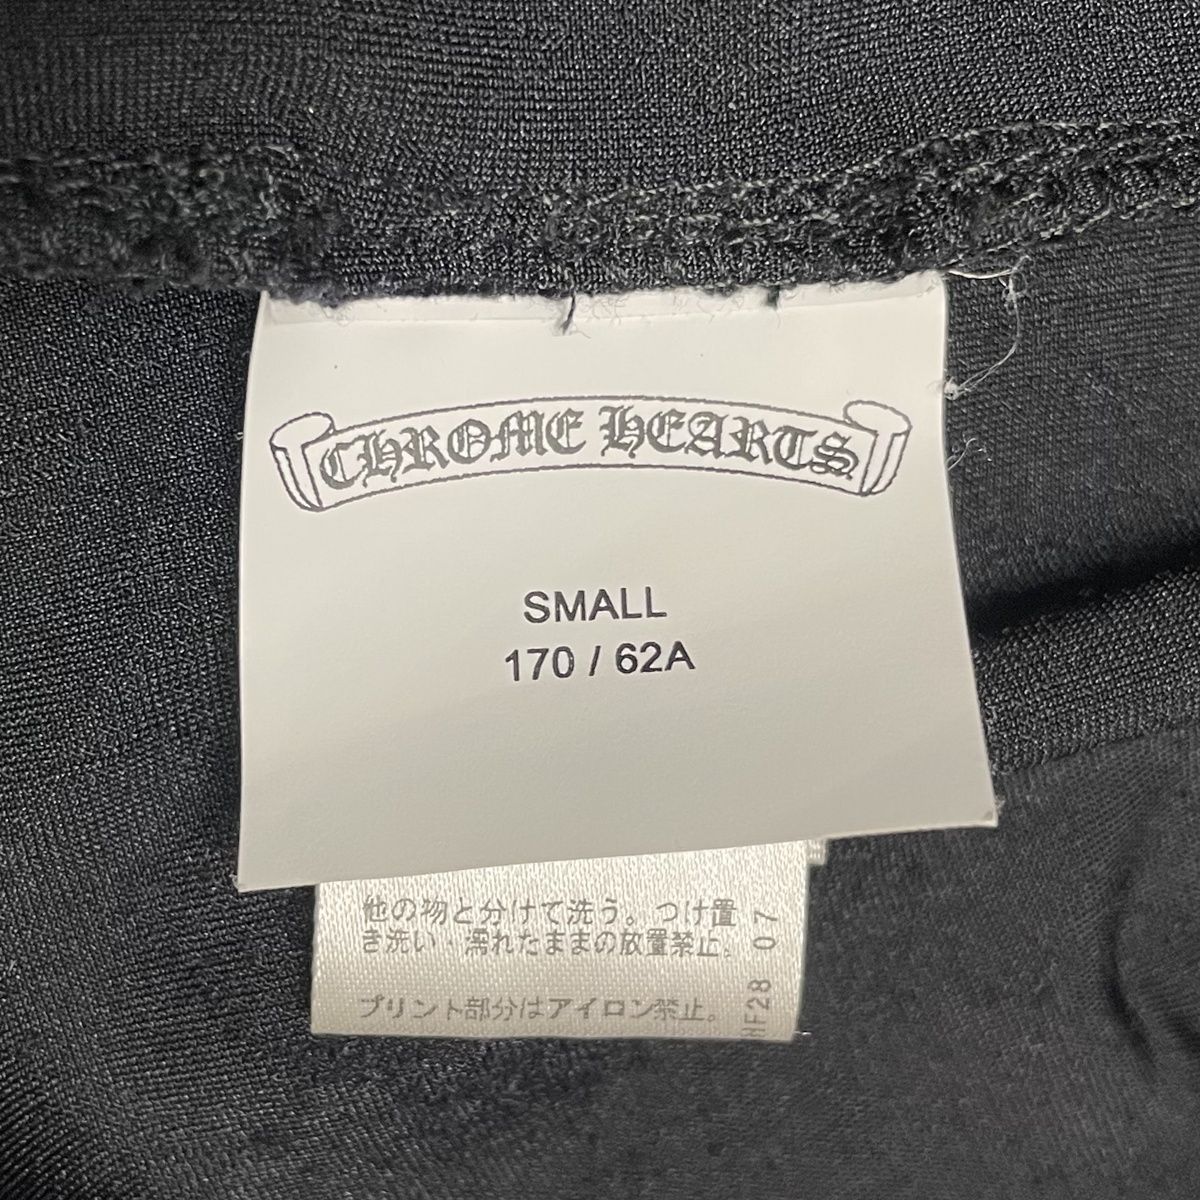 CHROME HEARTS
SMALL
170 / 62A
他の物と分けて洗う。つけ置
き洗い・濡れたままの放置禁止。
プリント部分はアイロン禁止。
HF28 07